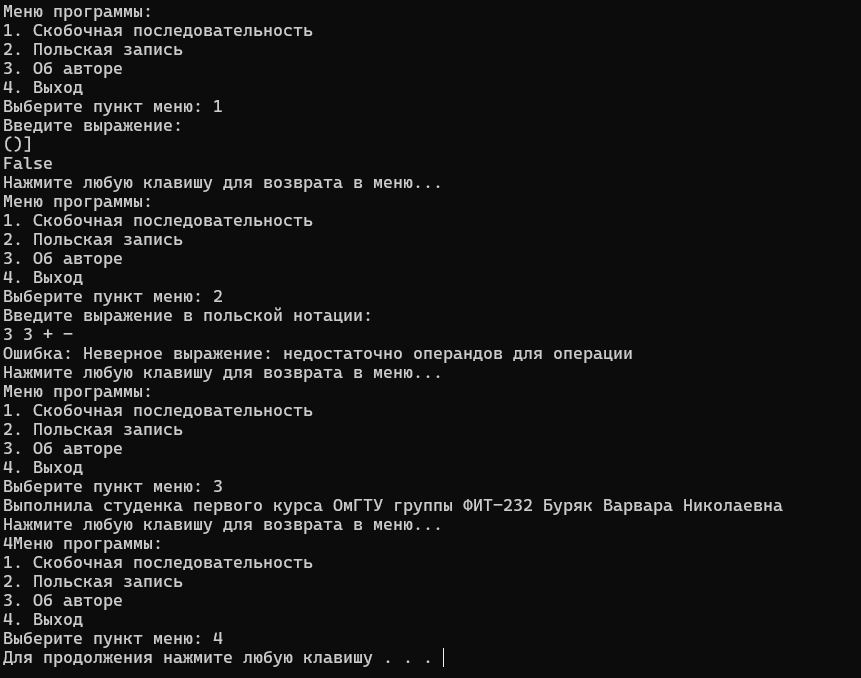 Меню программы:
1. Скобочная последовательность
2. Польская запись
3. Об авторе
4. Выход
Выберите пункт меню: 1
Введите выражение:
()]
False
Нажмите любую клавишу для возврата в меню...
Меню программы:
1. Скобочная последовательность
2. Польская запись
3. Об авторе
4. Выход
Выберите пункт меню: 2
Введите выражение в польской нотации:
3 3 + -
Ошибка: Неверное выражение: недостаточно операндов для операции
Нажмите любую клавишу для возврата в меню...
Меню программы:
1. Скобочная последовательность
2. Польская запись
3. Об авторе
4. Выход
Выберите пункт меню: 3
Выполнила студенка первого курса ОмГТУ группы ФИТ-232 Буряк Варвара Николаевна
Нажмите любую клавишу для возврата в меню...
4Меню программы:
1. Скобочная последовательность
2. Польская запись
3. Об авторе
4. Выход
Выберите пункт меню: 4
Для продолжения нажмите любую клавишу . . .